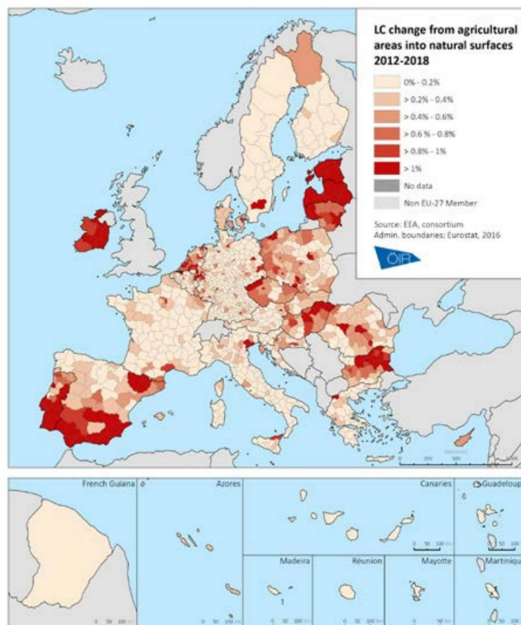 LC change from agricultural
areas into natural surfaces
2012-2018
0% - 0.2%
> 0.2% - 0.4%
> 0.4% - 0.6%
> 0.6 % - 0.8%
> 0.8% - 1%
> 1%
No data
Non EU-27 Member
Source: EEA, consortium
Admin. boundaries: Eurostat, 2016
ÖIR
French Guiana
Azores
Canaries
Guadeloupe
Madeira
Réunion
Mayotte
Martinique